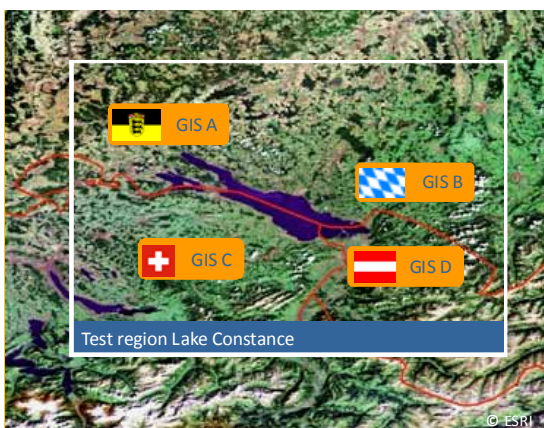 GIS A
GIS B
GIS C
GIS D
Test region Lake Constance
© ESRI